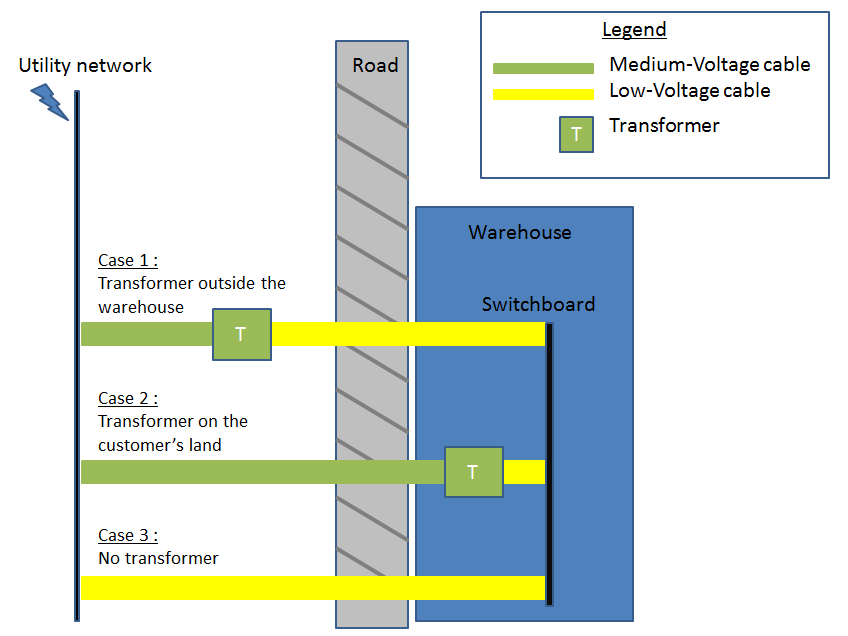 Legend
Utility network
Road
Medium-Voltage cable
Low-Voltage cable
T
Transformer
Warehouse
Case 1 :
Transformer outside the
warehouse
Switchboard
T
Case 2 :
Transformer on the
customer’s land
T
Case 3 :
No transformer